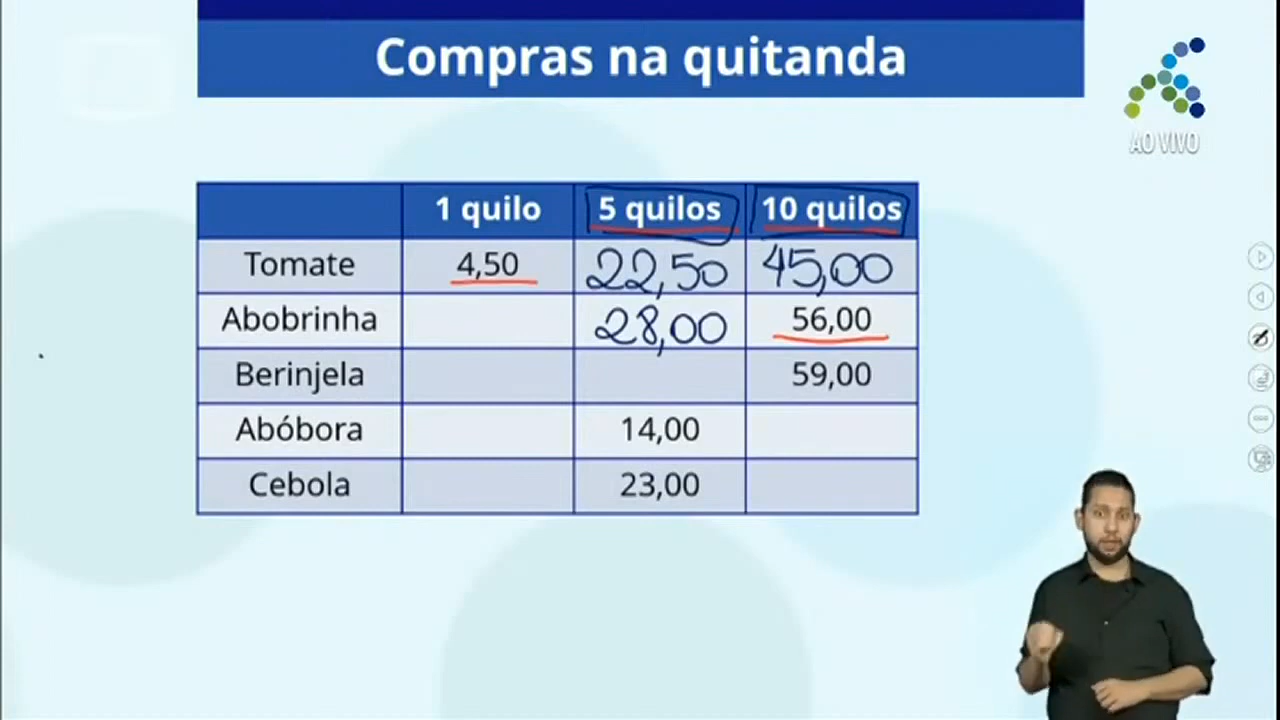 Compras na quitanda
AO VIVO
1 quilo 5 quilos 10 quilos
Tomate 4,50 22,50 45,00
Abobrinha 28,00 56,00
Berinjela 59,00
Abóbora 14,00
Cebola 23,00